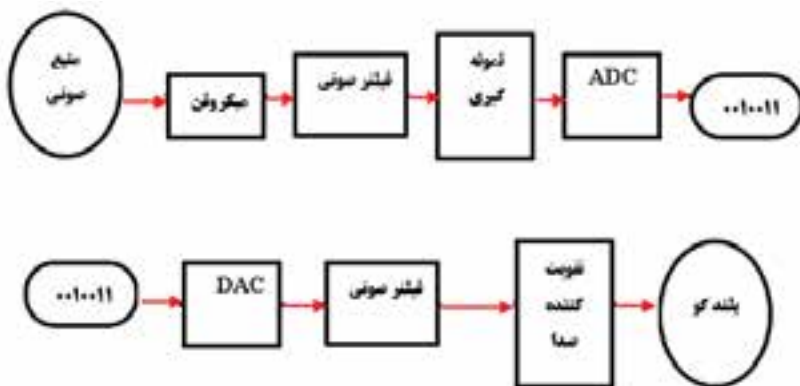 منبع
صوتی
میکروفن
فیلتر صوتی
نمونه
گیری
ADC
۰۰۱۰۰۱۱
۰۰۱۰۰۱۱
DAC
فیلتر صوتی
تقویت
کننده
صدا
بلند گو